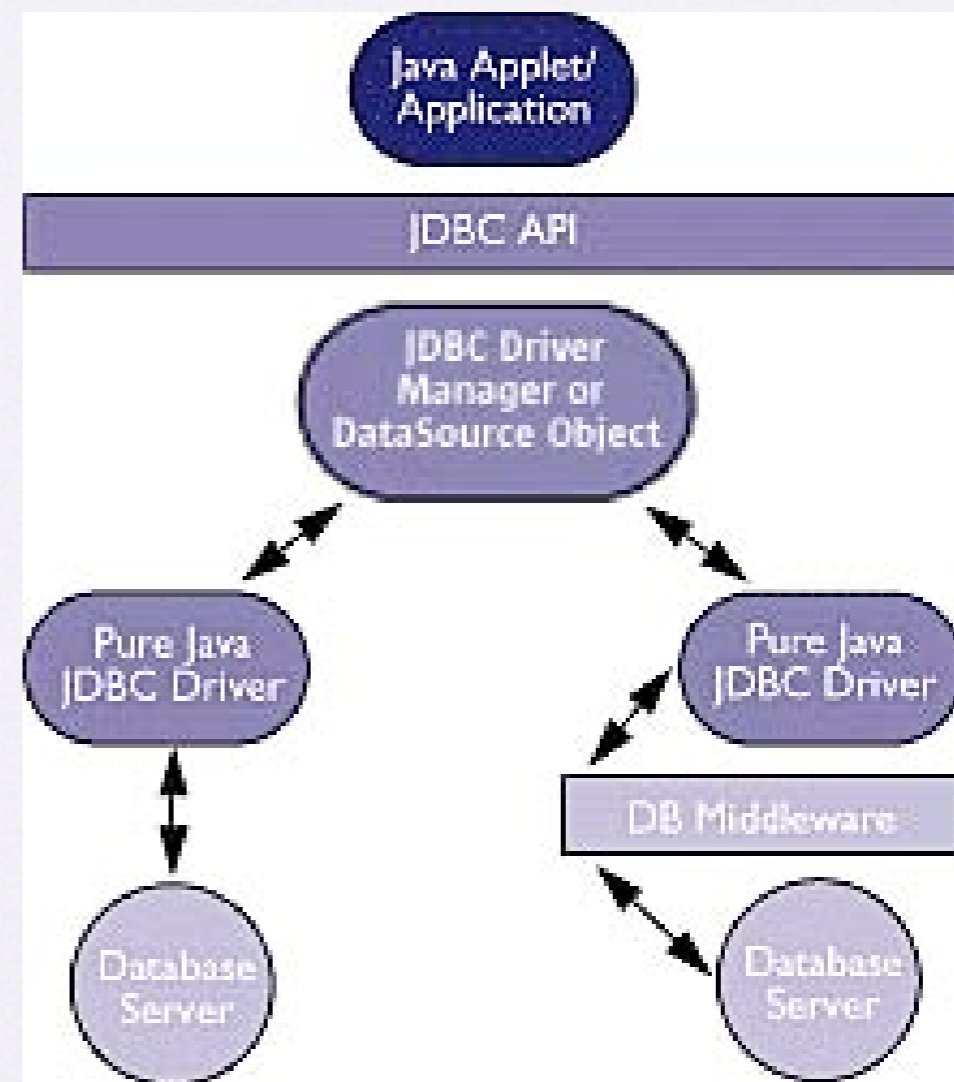 Java Applet/
Application
JDBC API
JDBC Driver
Manager or
DataSource Object
Pure Java
JDBC Driver
Pure Java
JDBC Driver
DB Middleware
Database
Server
Database
Server